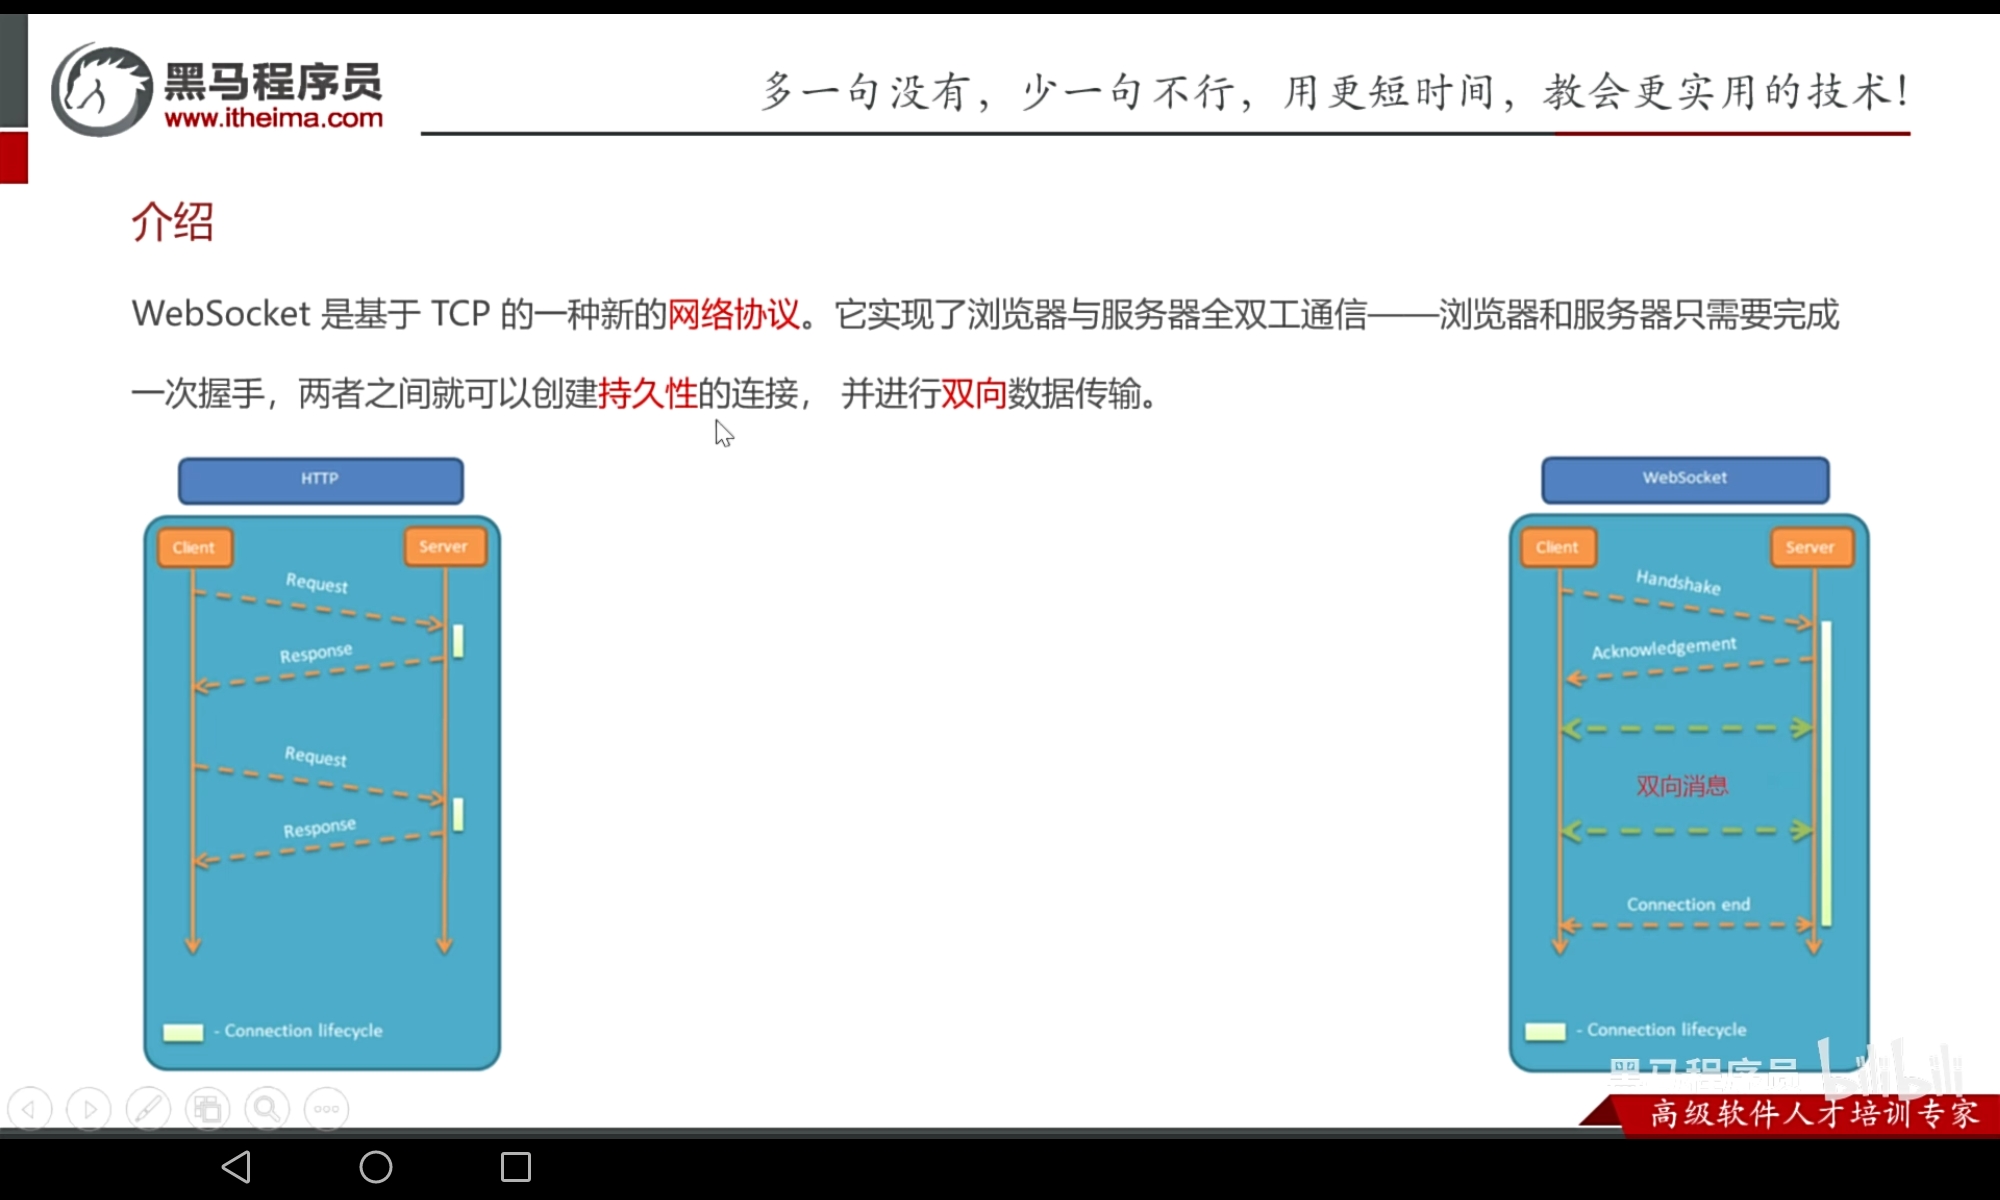 黑马程序员
www.itheima.com
多一句没有，少一句不行，用更短时间，教会更实用的技术！
介绍
WebSocket 是基于 TCP 的一种新的网络协议。它实现了浏览器与服务器全双工通信——浏览器和服务器只需要完成
一次握手，两者之间就可以创建持久性的连接， 并进行双向数据传输。
HTTP
Client
Server
Request
Response
Request
Response
- Connection lifecycle
WebSocket
Client
Server
Handshake
Acknowledgement
双向消息
Connection end
- Connection lifecycle
黑马程序员 bilibili
高级软件人才培训专家